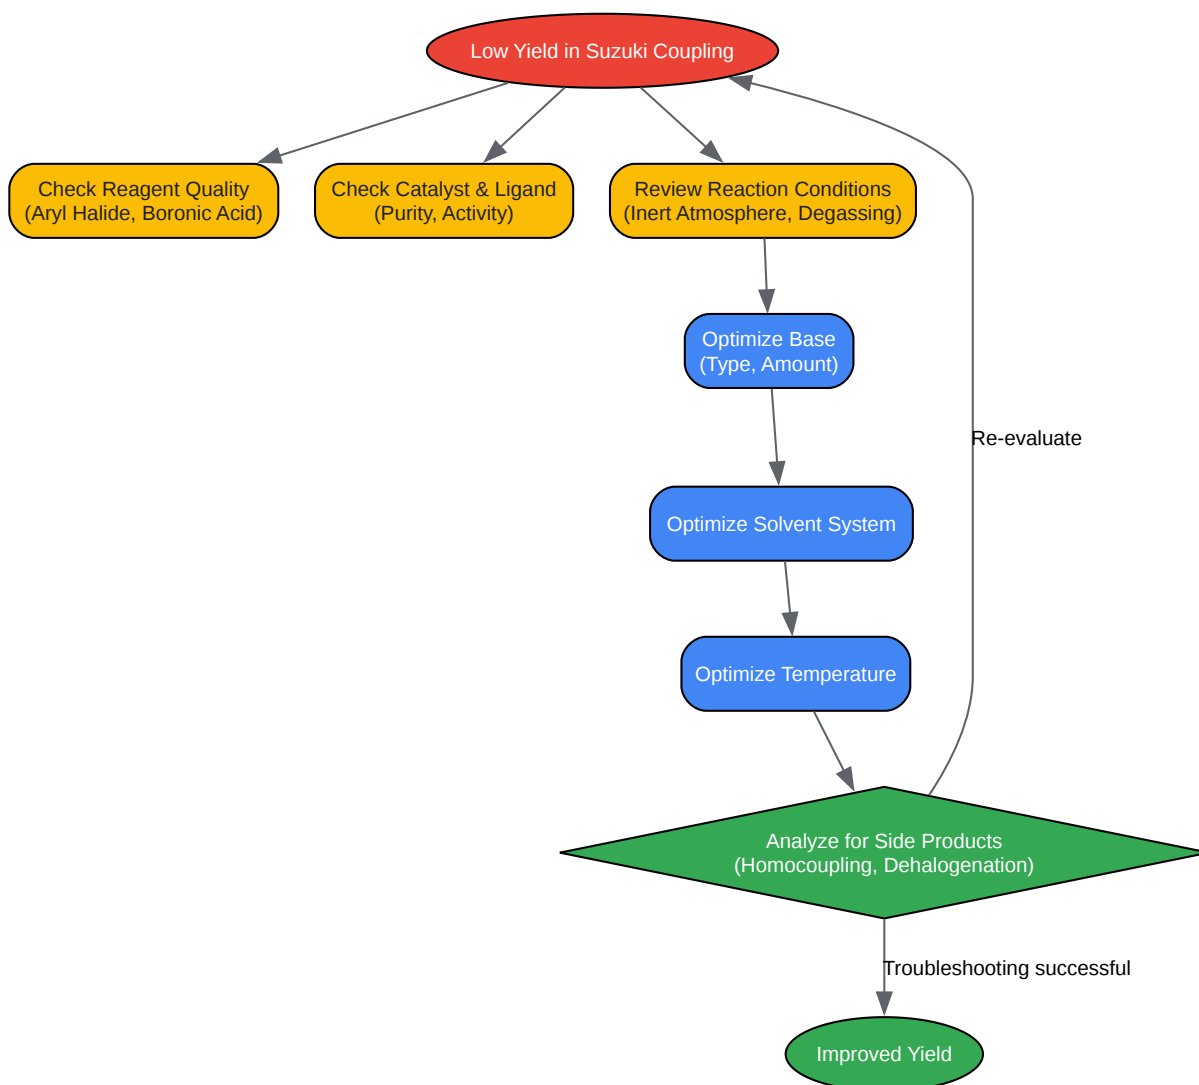 Low Yield in Suzuki Coupling
Check Reagent Quality
(Aryl Halide, Boronic Acid)
Check Catalyst & Ligand
(Purity, Activity)
Review Reaction Conditions
(Inert Atmosphere, Degassing)
Optimize Base
(Type, Amount)
Re-evaluate
Optimize Solvent System
Optimize Temperature
Analyze for Side Products
(Homocoupling, Dehalogenation)
Troubleshooting successful
Improved Yield